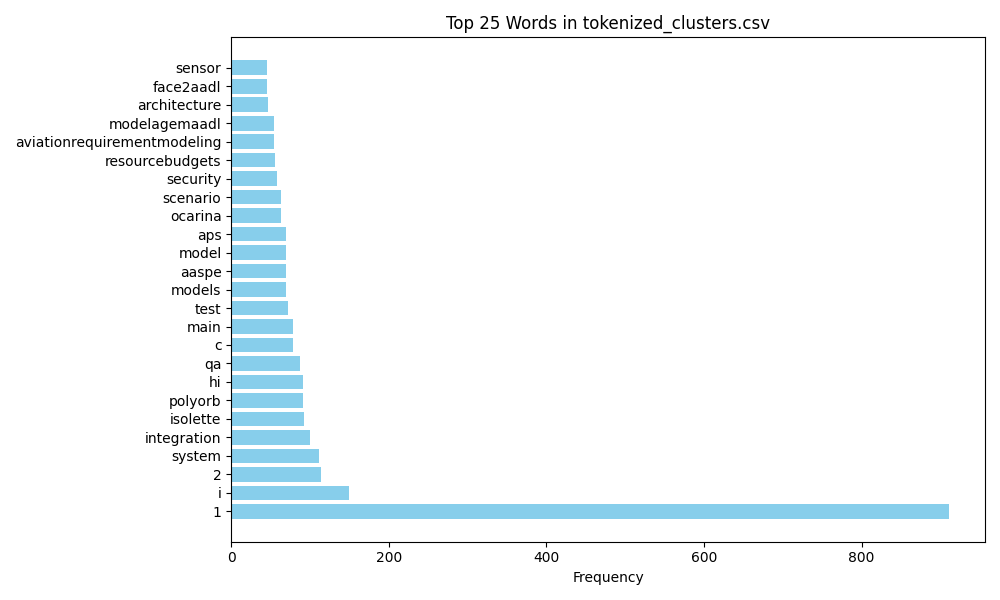 Top 25 Words in tokenized_clusters.csv
sensor
face2aadl
architecture
modelagemaadl
aviationrequirementmodeling
resourcebudgets
security
scenario
ocarina
aps
model
aaspe
models
test
main
c
qa
hi
polyorb
isolette
integration
system
2
i
1
0 200 400 600 800
Frequency